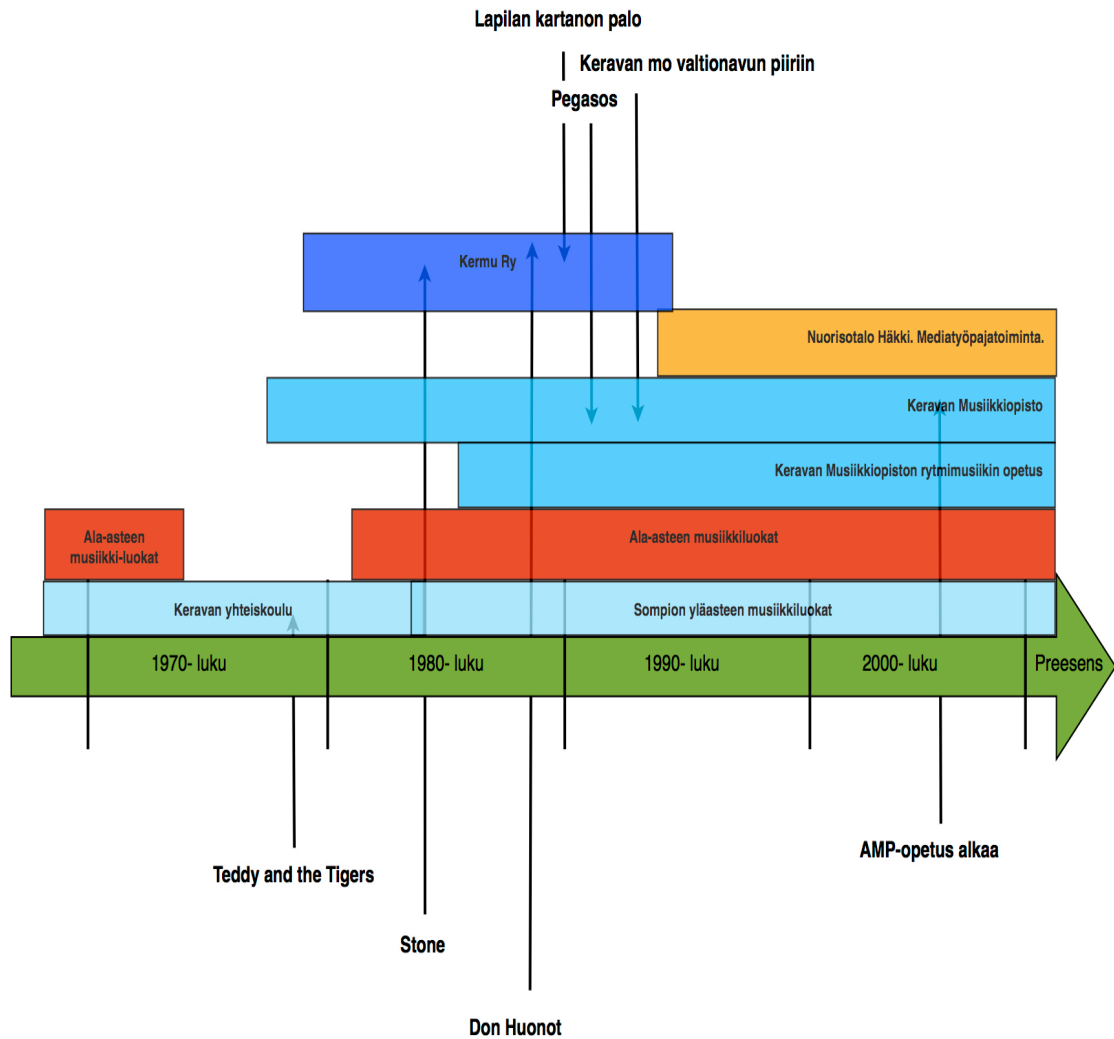 Lapilan kartanon palo
Keravan mo valtionavun piiriin
Pegasos
Kermu Ry
Nuorisotalo Häkki. Mediatyöpajatoiminta.
Keravan Musiikkiopisto
Keravan Musiikkiopiston rytmimusiikin opetus
Ala-asteen
musiikki-luokat
Ala-asteen musiikkiluokat
Keravan yhteiskoulu
Sompion yläasteen musiikkiluokat
1970- luku
1980- luku
1990- luku
2000- luku
Preesens
AMP-opetus alkaa
Teddy and the Tigers
Stone
Don Huonot